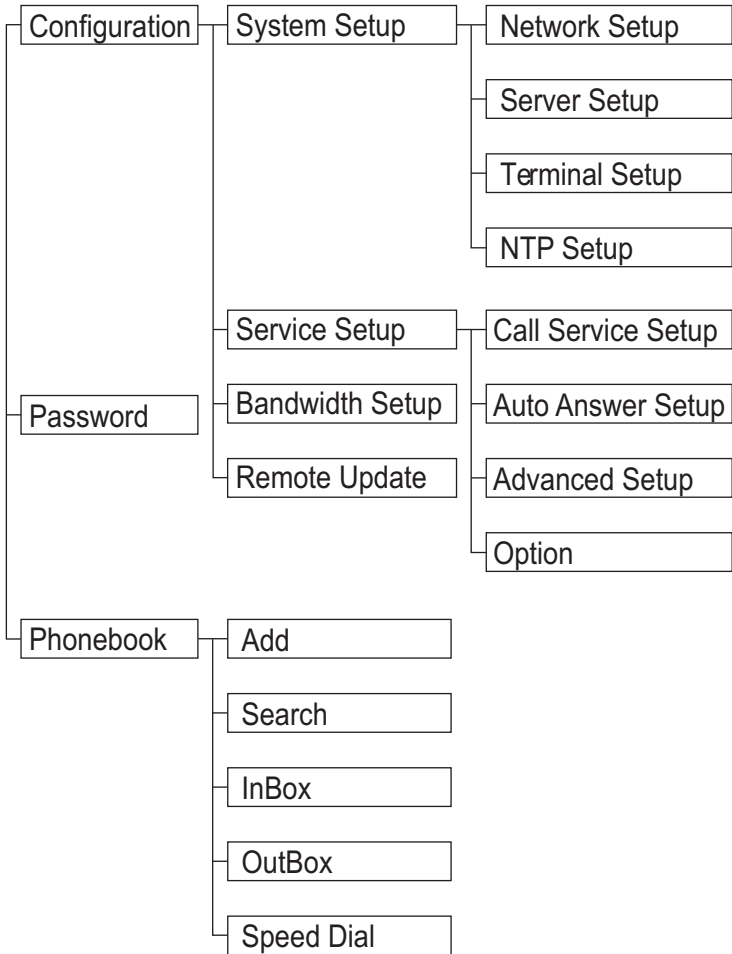 Configuration
System Setup
Network Setup
Server Setup
Terminal Setup
NTP Setup
Service Setup
Call Service Setup
Auto Answer Setup
Advanced Setup
Option
Bandwidth Setup
Remote Update
Password
Phonebook
Add
Search
InBox
OutBox
Speed Dial